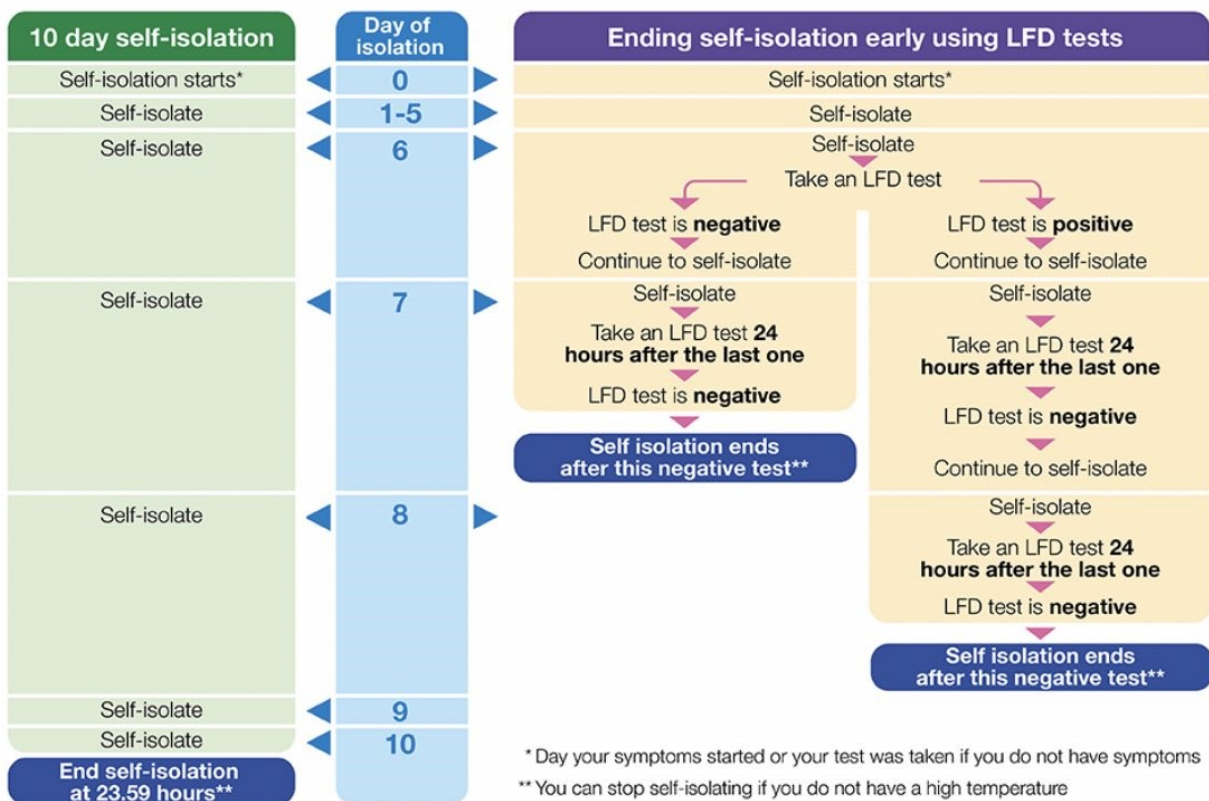 10 day self-isolation
Day of
isolation
Ending self-isolation early using LFD tests
Self-isolation starts*
0
Self-isolation starts*
Self-isolate
1-5
Self-isolate
Self-isolate
6
Self-isolate
Take an LFD test
LFD test is negative
LFD test is positive
Continue to self-isolate
Continue to self-isolate
Self-isolate
7
Self-isolate
Self-isolate
Take an LFD test 24
hours after the last one
Take an LFD test 24
hours after the last one
LFD test is negative
LFD test is negative
Self isolation ends
after this negative test**
Continue to self-isolate
Self-isolate
8
Self-isolate
Take an LFD test 24
hours after the last one
LFD test is negative
Self isolation ends
after this negative test**
Self-isolate
9
Self-isolate
10
End self-isolation
at 23.59 hours**
* Day your symptoms started or your test was taken if you do not have symptoms
** You can stop self-isolating if you do not have a high temperature